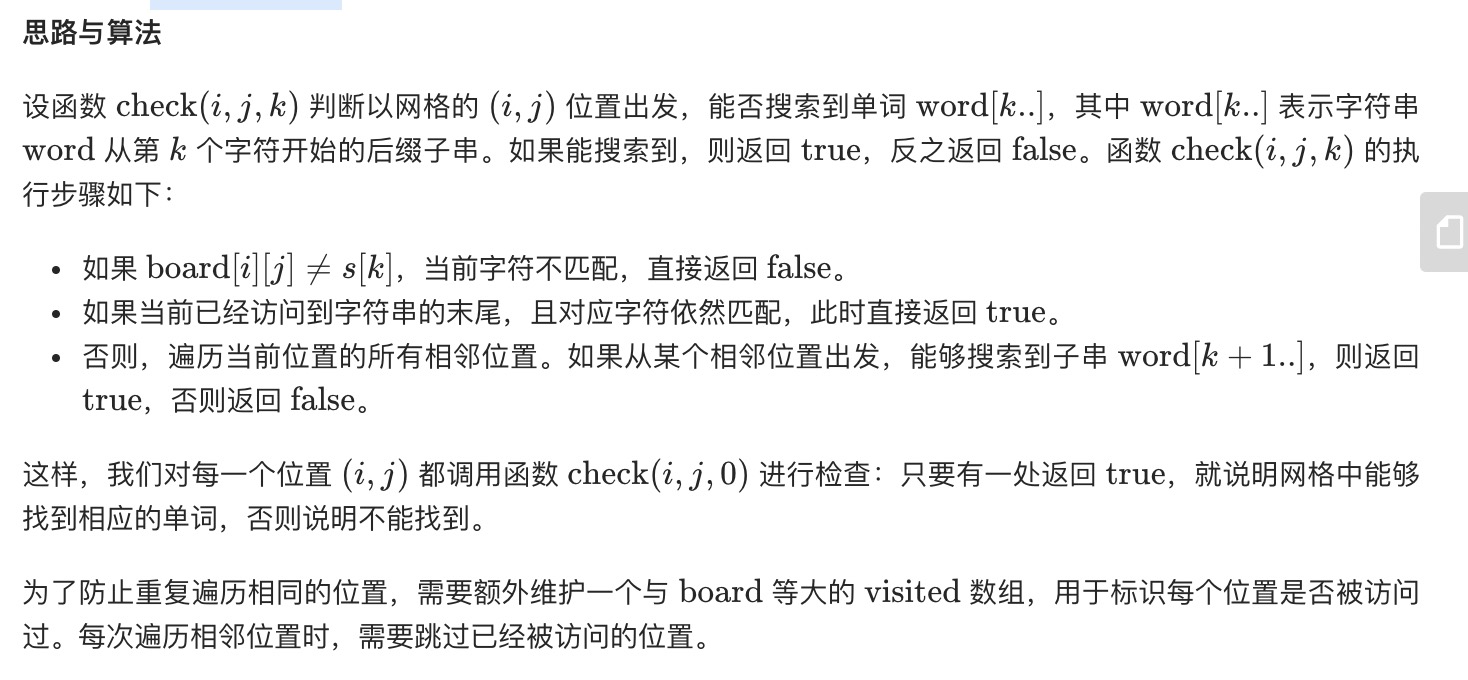 思路与算法
设函数 check(i, j, k) 判断以网格的 (i, j) 位置出发，能否搜索到单词 word[k..]，其中 word[k..] 表示字符串
word 从第 k 个字符开始的后缀子串。如果能搜索到，则返回 true，反之返回 false。函数 check(i, j, k) 的执
行步骤如下：
• 如果 board[i][j] ≠ s[k]，当前字符不匹配，直接返回 false。
• 如果当前已经访问到字符串的末尾，且对应字符依然匹配，此时直接返回 true。
• 否则，遍历当前位置的所有相邻位置。如果从某个相邻位置出发，能够搜索到子串 word[k + 1..]，则返回
true，否则返回 false。
这样，我们对每一个位置 (i, j) 都调用函数 check(i, j, 0) 进行检查：只要有一处返回 true，就说明网格中能够
找到相应的单词，否则说明不能找到。
为了防止重复遍历相同的位置，需要额外维护一个与 board 等大的 visited 数组，用于标识每个位置是否被访问
过。每次遍历相邻位置时，需要跳过已经被访问的位置。